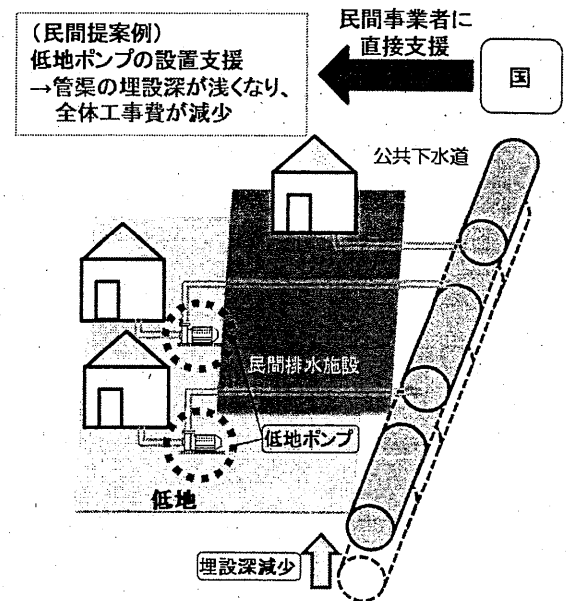 （民間提案例）
低地ポンプの設置支援
→管渠の埋設深が浅くなり、
全体工事費が減少
民間事業者に
直接支援
国
公共下水道
民間排水施設
低地ポンプ
低地
埋設深減少